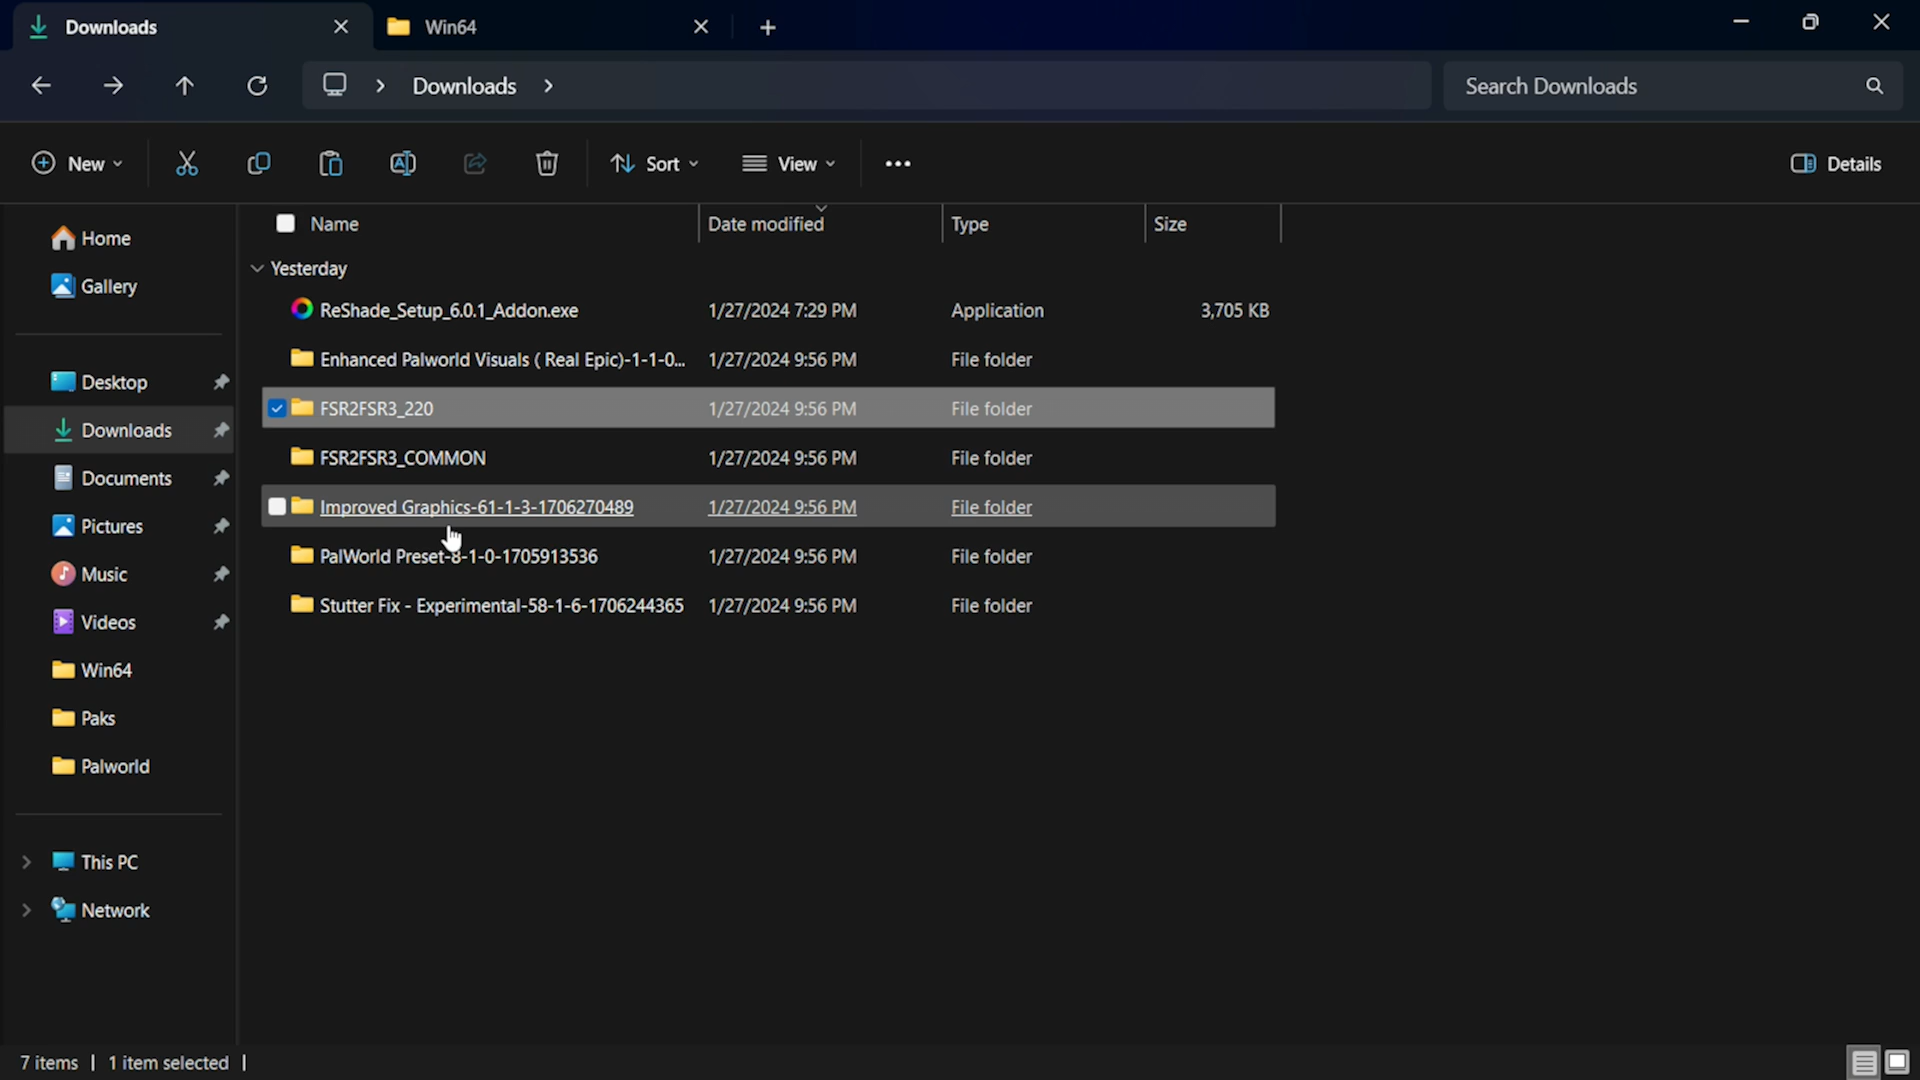 Downloads
Win64
Downloads
Search Downloads
New
Sort
View
Details
Name Date modified Type Size
Home
Gallery
Desktop
Downloads
Documents
Pictures
Music
Videos
Win64
Paks
Palworld
This PC
Network
Yesterday
ReShade_Setup_6.0.1_Addon.exe 1/27/2024 7:29 PM Application 3,705 KB
Enhanced Palworld Visuals ( Real Epic)-1-1-0... 1/27/2024 9:56 PM File folder
FSR2FSR3_220 1/27/2024 9:56 PM File folder
FSR2FSR3_COMMON 1/27/2024 9:56 PM File folder
Improved Graphics-61-1-3-1706270489 1/27/2024 9:56 PM File folder
PalWorld Preset-8-1-0-1705913536 1/27/2024 9:56 PM File folder
Stutter Fix - Experimental-58-1-6-1706244365 1/27/2024 9:56 PM File folder
7 items | 1 item selected |